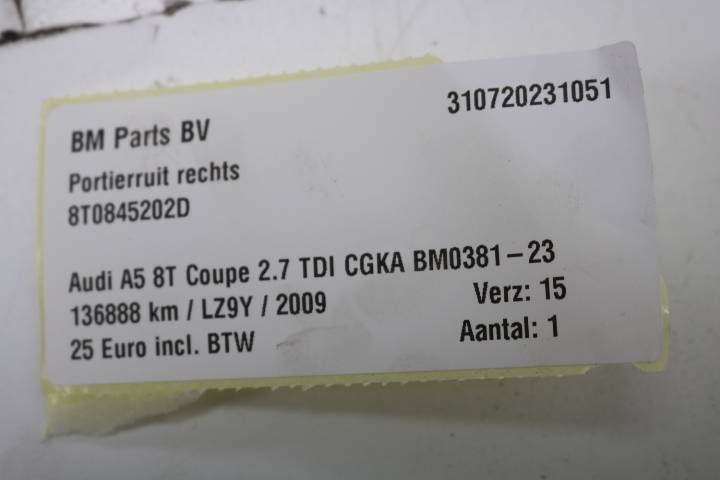 310720231051
BM Parts BV
Portierruit rechts
8T0845202D
Audi A5 8T Coupe 2.7 TDI CGKA BM0381-23
136888 km / LZ9Y / 2009 Verz: 15
25 Euro incl. BTW Aantal: 1